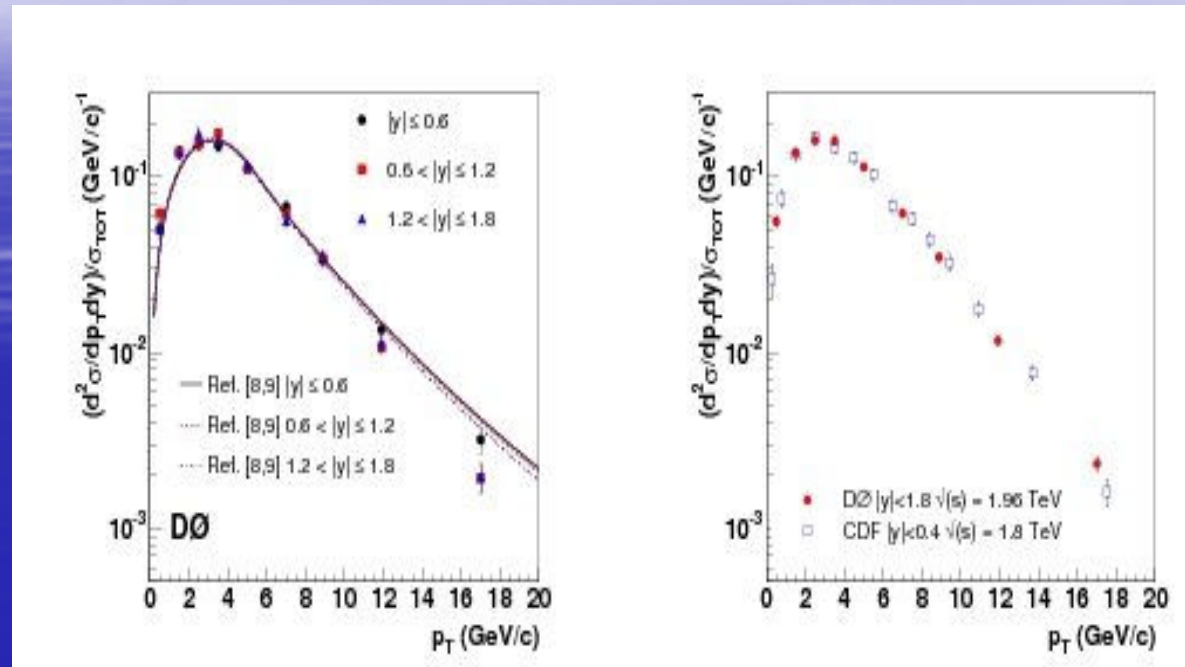 (d²σ/dp_T dy)/σ_TOT (GeV/c)⁻¹
10⁻¹
10⁻²
10⁻³
|y| ≤ 0.6
0.6 < |y| ≤ 1.2
1.2 < |y| ≤ 1.8
Ref. [8,9] |y| ≤ 0.6
Ref. [8,9] 0.6 < |y| ≤ 1.2
Ref. [8,9] 1.2 < |y| ≤ 1.8
DØ
0 2 4 6 8 10 12 14 16 18 20
p_T (GeV/c)
(d²σ/dp_T dy)/σ_TOT (GeV/c)⁻¹
10⁻¹
10⁻²
10⁻³
DØ |y|<1.8 √(s) = 1.96 TeV
CDF |y|<0.4 √(s) = 1.8 TeV
0 2 4 6 8 10 12 14 16 18 20
p_T (GeV/c)